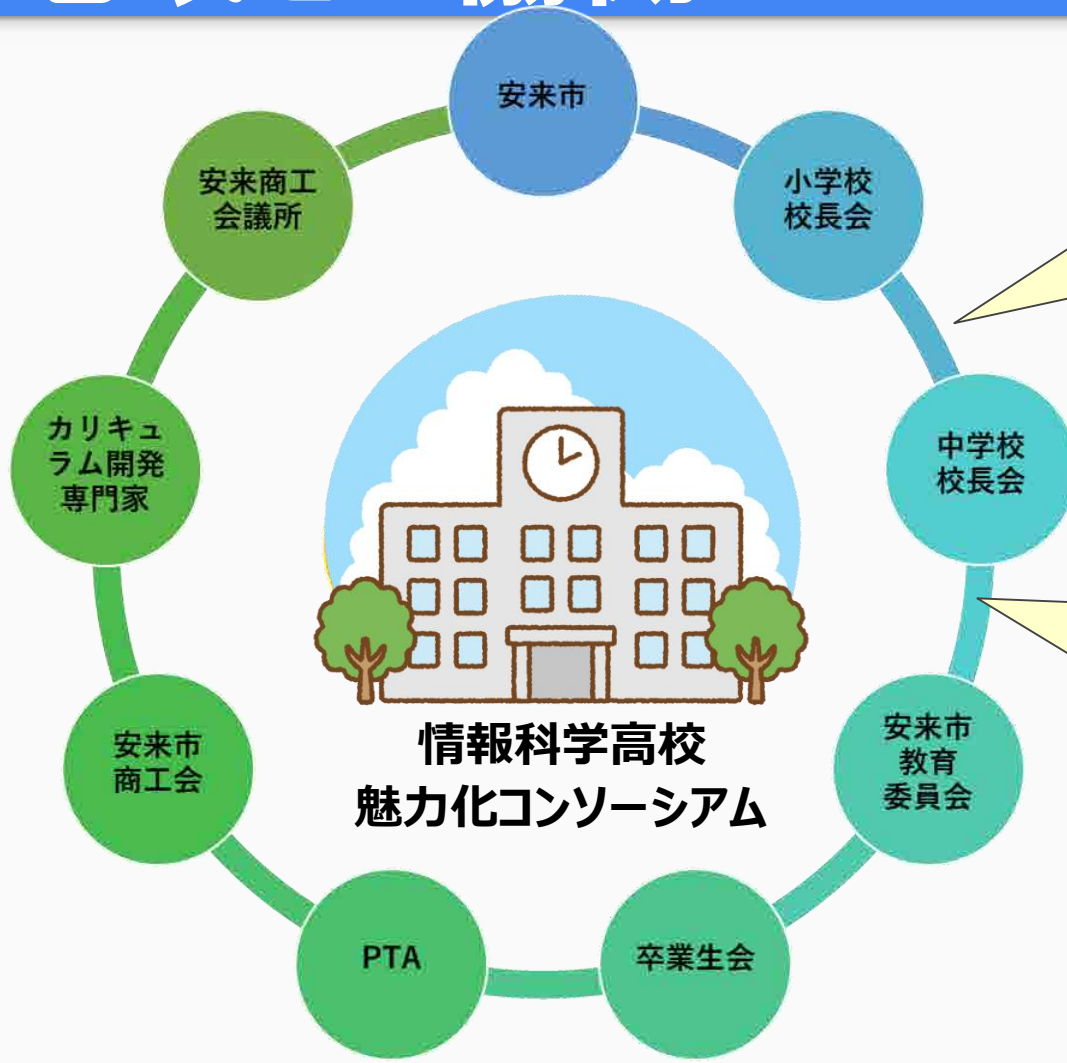 安来市
小学校
校長会
中学校
校長会
安来市
教育
委員会
卒業生会
PTA
安来市
商工会
カリキュ
ラム開発
専門家
安来商工
会議所
情報科学高校
魅力化コンソーシアム